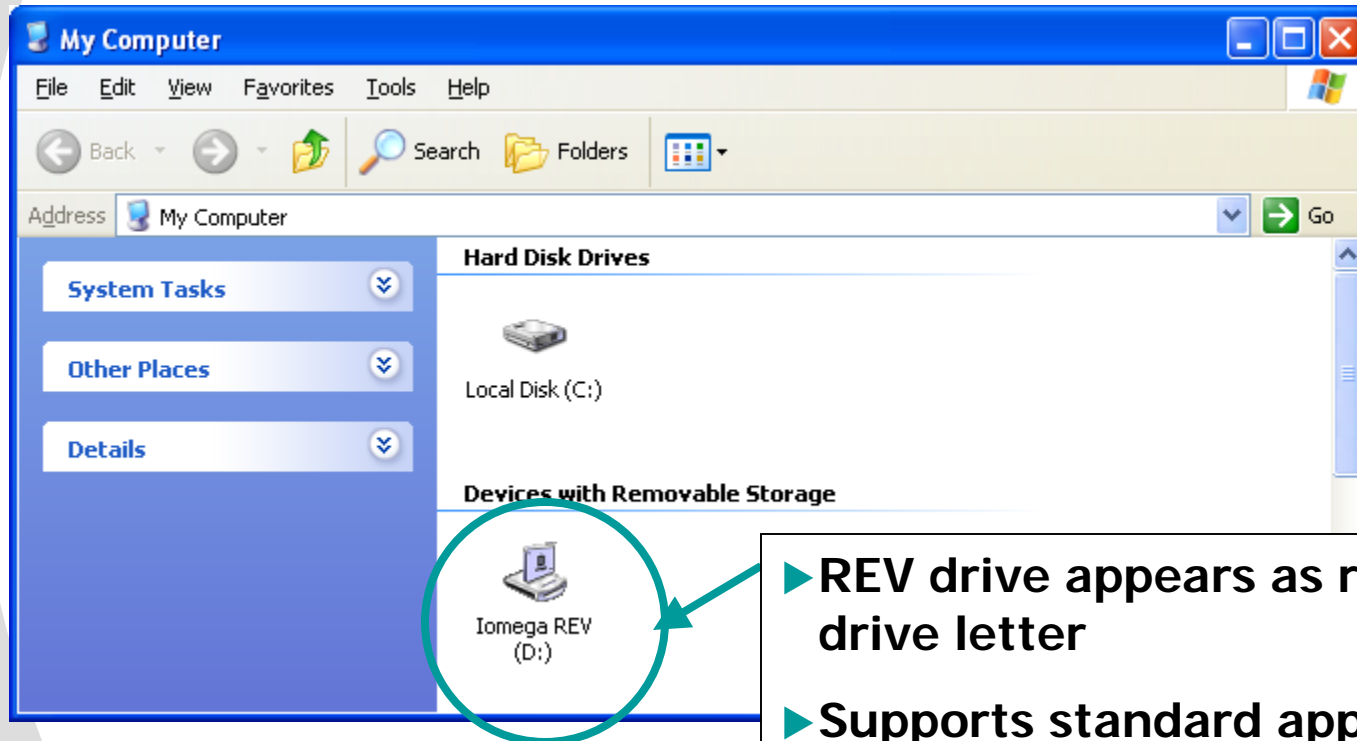 My Computer
File Edit View Favorites Tools Help
Back Search Folders
Address My Computer Go
Hard Disk Drives
System Tasks
Other Places
Local Disk (C:)
Details
Devices with Removable Storage
Iomega REV
(D:)
REV drive appears as
drive letter
Supports standard